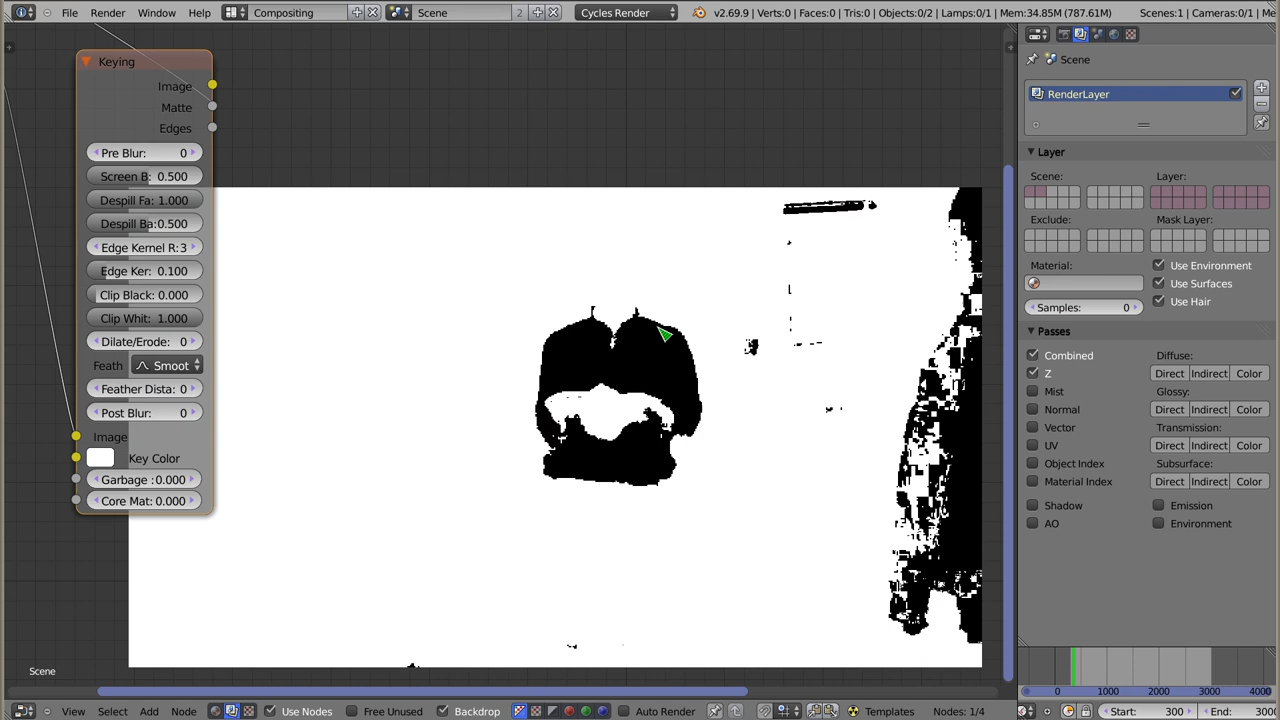 File Render Window Help Compositing Scene 2 Cycles Render v2.69.9 | Verts:0 | Faces:0 | Tris:0 | Objects:0/2 | Lamps:0/1 | Mem:34.85M (787.61M) Scenes:1 | Cameras:0/1 | Me
Keying
Image
Matte
Edges
Pre Blur: 0
Screen B: 0.500
Despill Fa: 1.000
Despill Ba:0.500
Edge Kernel R:3
Edge Ker: 0.100
Clip Black: 0.000
Clip Whit: 1.000
Dilate/Erode: 0
Feath Smoot
Feather Dista: 0
Post Blur: 0
Image
Key Color
Garbage :0.000
Core Mat: 0.000
Scene
View Select Add Node Use Nodes Free Unused Backdrop Auto Render Templates Nodes: 1/4
Scene
RenderLayer
Layer
Scene: Layer:
Exclude: Mask Layer:
Material: Use Environment
Use Surfaces
Samples: 0 Use Hair
Passes
Combined Diffuse:
Z Direct Indirect Color
Mist Glossy:
Normal Direct Indirect Color
Vector Transmission:
UV Direct Indirect Color
Object Index Subsurface:
Material Index Direct Indirect Color
Shadow Emission
AO Environment
0 1000 2000 3000 4000
Start: 300 End: 3000